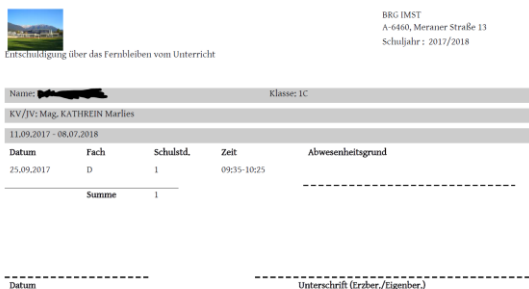 BRG IMST
A-6460, Meraner Straße 13
Schuljahr : 2017/2018
Entschuldigung über das Fernbleiben vom Unterricht
Name: Klasse: 1C
KV/JV: Mag. KATHREIN Marlies
11.09.2017 - 08.07.2018
Datum Fach Schulstd. Zeit Abwesenheitsgrund
25.09.2017 D 1 09:35-10:25
Summe 1
Datum Unterschrift (Erzber./Eigenber.)